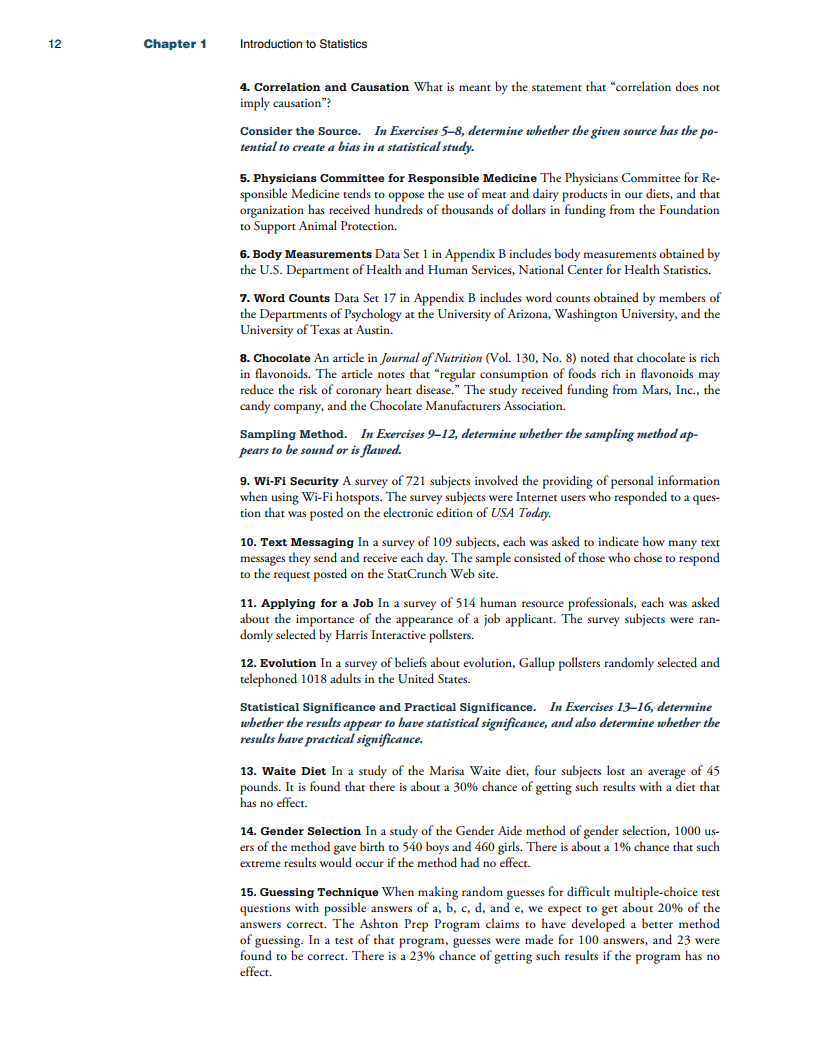 12 Chapter 1 Introduction to Statistics
4. Correlation and Causation What is meant by the statement that “correlation does not
imply causation”?
Consider the Source. In Exercises 5–8, determine whether the given source has the po-
tential to create a bias in a statistical study.
5. Physicians Committee for Responsible Medicine The Physicians Committee for Re-
sponsible Medicine tends to oppose the use of meat and dairy products in our diets, and that
organization has received hundreds of thousands of dollars in funding from the Foundation
to Support Animal Protection.
6. Body Measurements Data Set 1 in Appendix B includes body measurements obtained by
the U.S. Department of Health and Human Services, National Center for Health Statistics.
7. Word Counts Data Set 17 in Appendix B includes word counts obtained by members of
the Departments of Psychology at the University of Arizona, Washington University, and the
University of Texas at Austin.
8. Chocolate An article in Journal of Nutrition (Vol. 130, No. 8) noted that chocolate is rich
in flavonoids. The article notes that “regular consumption of foods rich in flavonoids may
reduce the risk of coronary heart disease.” The study received funding from Mars, Inc., the
candy company, and the Chocolate Manufacturers Association.
Sampling Method. In Exercises 9–12, determine whether the sampling method ap-
pears to be sound or is flawed.
9. Wi-Fi Security A survey of 721 subjects involved the providing of personal information
when using Wi-Fi hotspots. The survey subjects were Internet users who responded to a ques-
tion that was posted on the electronic edition of USA Today.
10. Text Messaging In a survey of 109 subjects, each was asked to indicate how many text
messages they send and receive each day. The sample consisted of those who chose to respond
to the request posted on the StatCrunch Web site.
11. Applying for a Job In a survey of 514 human resource professionals, each was asked
about the importance of the appearance of a job applicant. The survey subjects were ran-
domly selected by Harris Interactive pollsters.
12. Evolution In a survey of beliefs about evolution, Gallup pollsters randomly selected and
telephoned 1018 adults in the United States.
Statistical Significance and Practical Significance. In Exercises 13–16, determine
whether the results appear to have statistical significance, and also determine whether the
results have practical significance.
13. Waite Diet In a study of the Marisa Waite diet, four subjects lost an average of 45
pounds. It is found that there is about a 30% chance of getting such results with a diet that
has no effect.
14. Gender Selection In a study of the Gender Aide method of gender selection, 1000 us-
ers of the method gave birth to 540 boys and 460 girls. There is about a 1% chance that such
extreme results would occur if the method had no effect.
15. Guessing Technique When making random guesses for difficult multiple-choice test
questions with possible answers of a, b, c, d, and e, we expect to get about 20% of the
answers correct. The Ashton Prep Program claims to have developed a better method
of guessing. In a test of that program, guesses were made for 100 answers, and 23 were
found to be correct. There is a 23% chance of getting such results if the program has no
effect.